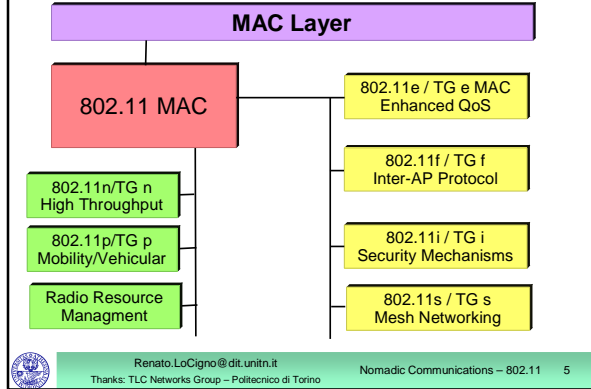 MAC Layer
802.11 MAC
802.11e / TG e MAC
Enhanced QoS
802.11f / TG f
Inter-AP Protocol
802.11n/TG n
High Throughput
802.11p/TG p
Mobility/Vehicular
802.11i / TG i
Security Mechanisms
Radio Resource
Managment
802.11s / TG s
Mesh Networking
Renato.LoCigno@dit.unitn.it
Thanks: TLC Networks Group – Politecnico di Torino
Nomadic Communications – 802.11 5